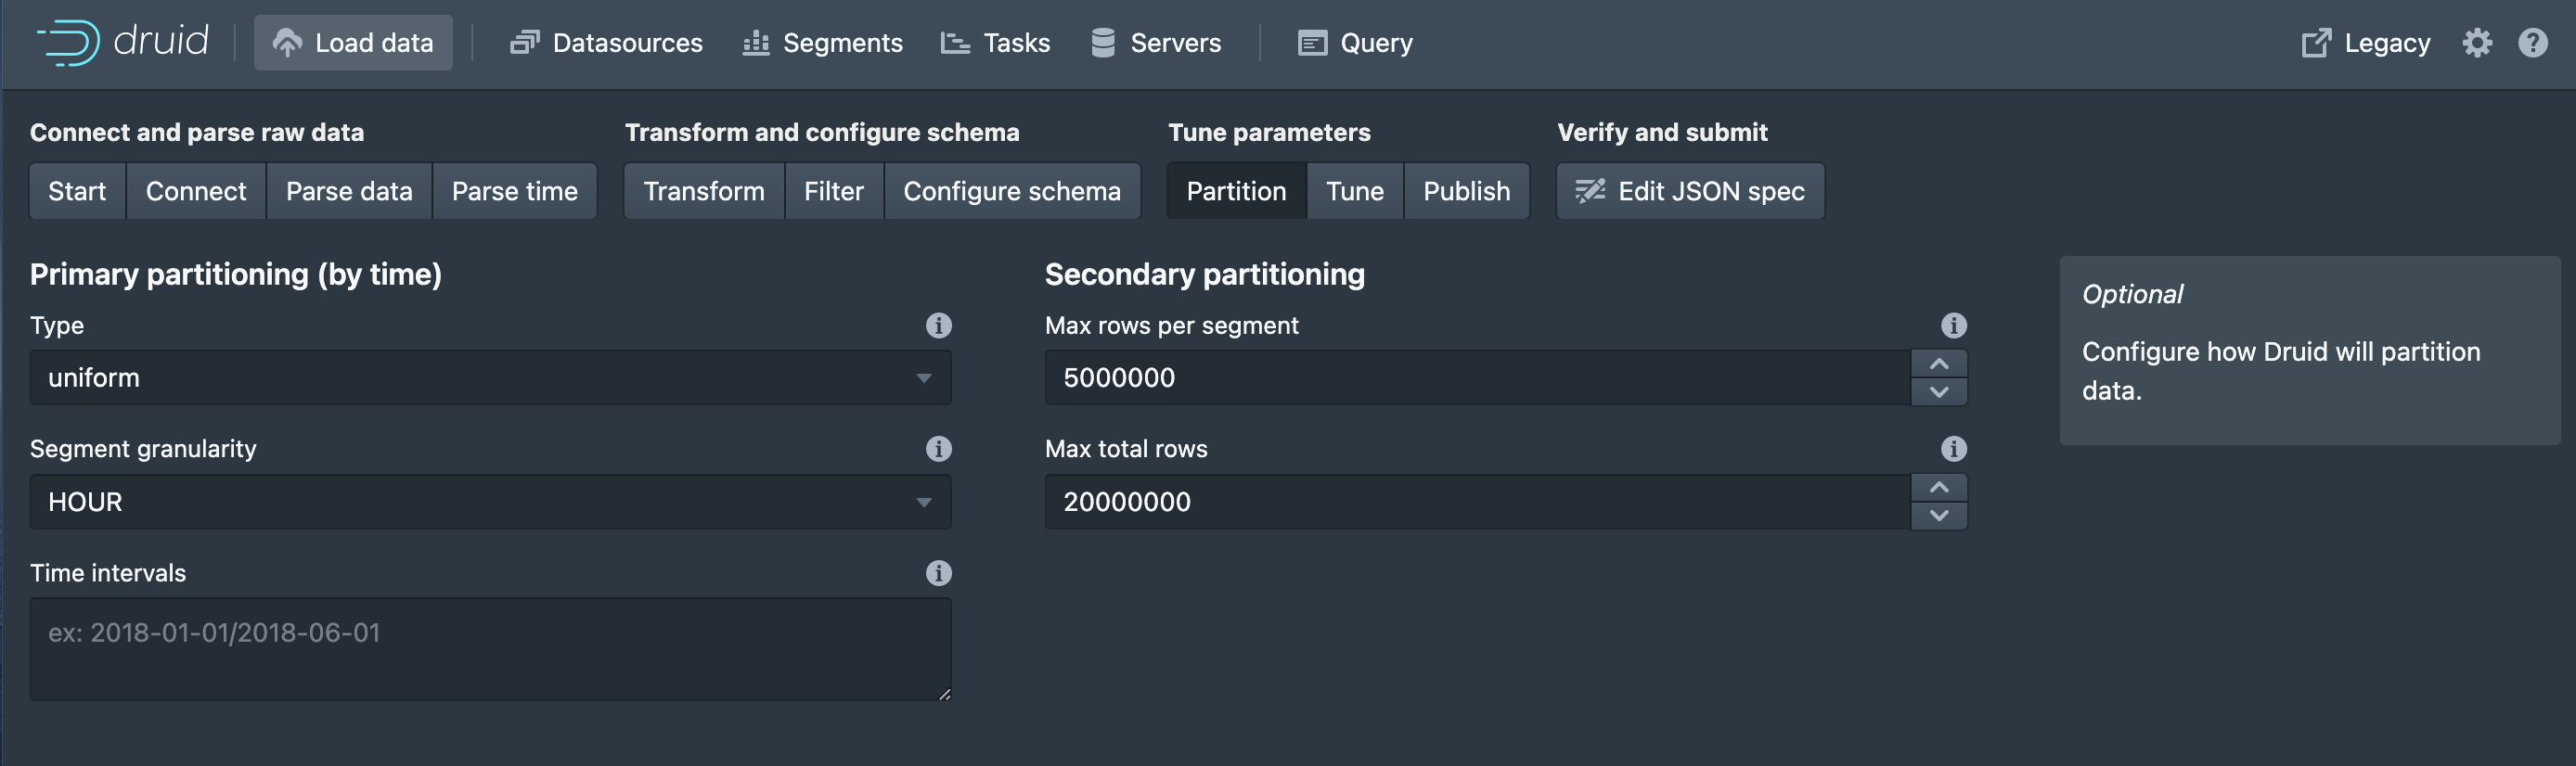 druid Load data Datasources Segments Tasks Servers Query Legacy
Connect and parse raw data Transform and configure schema Tune parameters Verify and submit
Start Connect Parse data Parse time Transform Filter Configure schema Partition Tune Publish Edit JSON spec
Primary partitioning (by time)
Type
uniform
Segment granularity
HOUR
Time intervals
ex: 2018-01-01/2018-06-01
Secondary partitioning
Max rows per segment
5000000
Max total rows
20000000
Optional
Configure how Druid will partition
data.